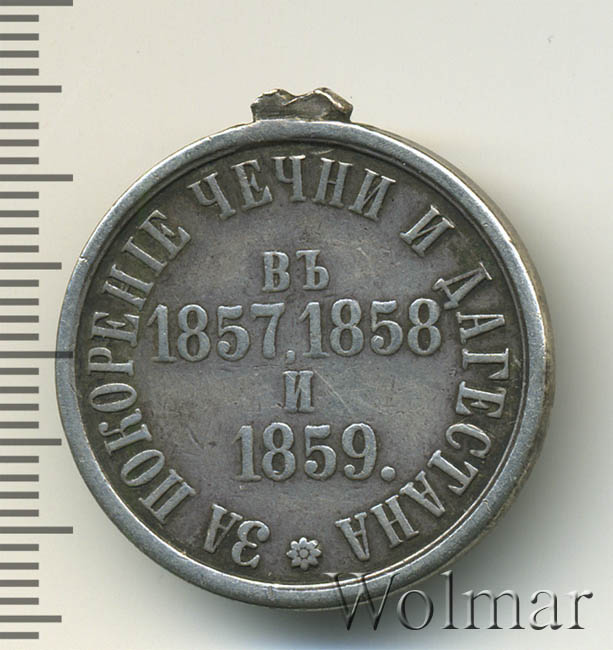 ЗА ПОКОРЕНІЕ ЧЕЧНИ И ДАГЕСТАНА
ВЪ
1857, 1858
И
1859.
Wolmar